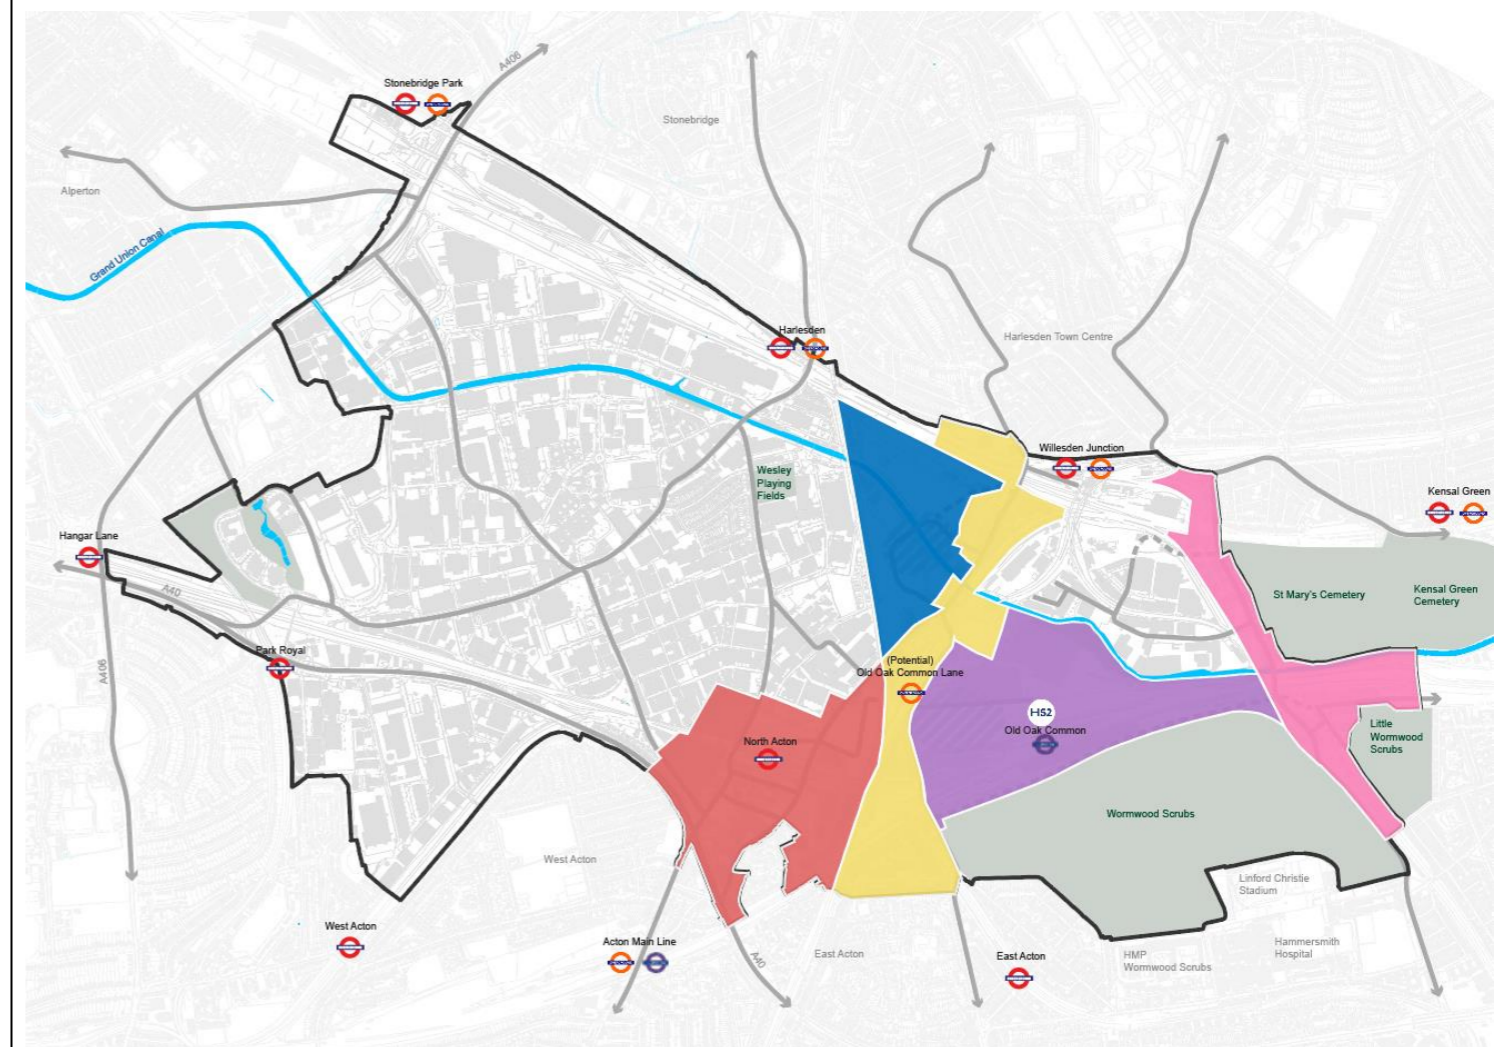 A406
Stonebridge Park
Stonebridge
Alperton
Grand Union Canal
Harlesden
Harlesden Town Centre
Willesden Junction
Wesley
Playing
Fields
Kensal Green
Hangar Lane
A40
St Mary's Cemetery
Kensal Green
Cemetery
Park Royal
A406
(Potential)
Old Oak Common Lane
HS2
Old Oak Common
North Acton
Little
Wormwood
Scrubs
Wormwood Scrubs
West Acton
Linford Christie
Stadium
West Acton
Acton Main Line
A40
East Acton
East Acton
HMP
Wormwood Scrubs
Hammersmith
Hospital